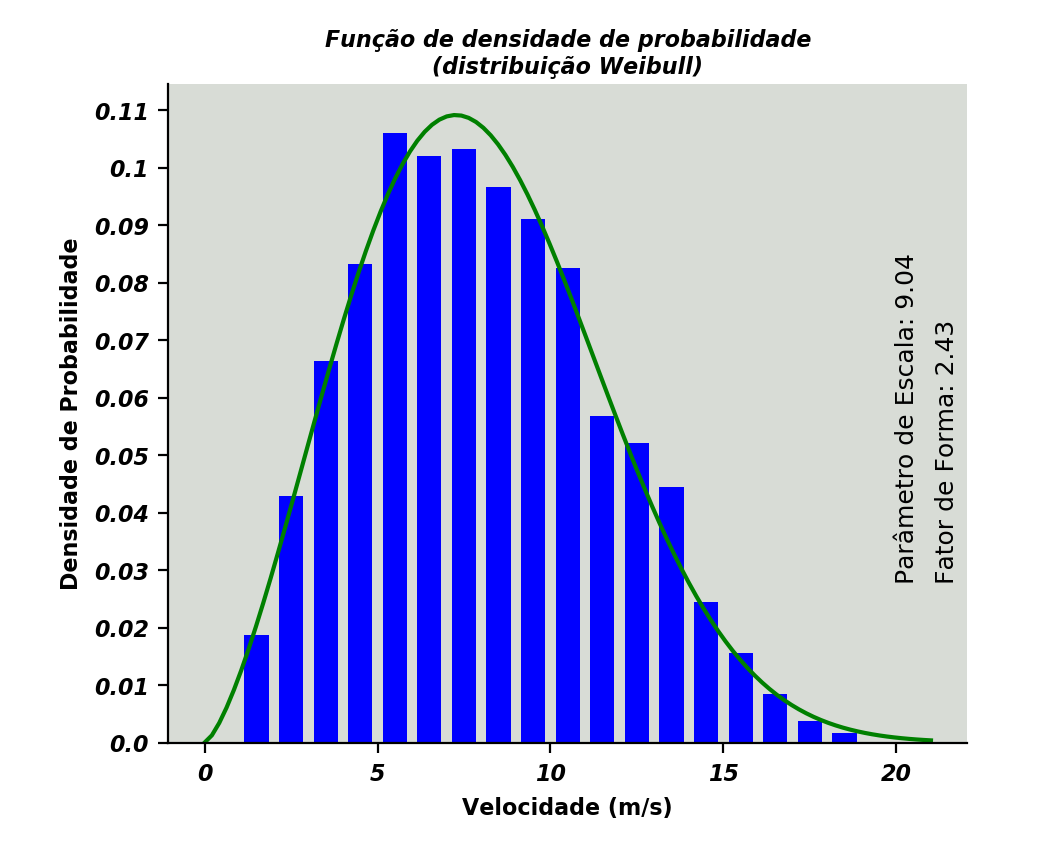 Função de densidade de probabilidade
(distribuição Weibull)
0.11
0.1
0.09
0.08
0.07
0.06
0.05
0.04
0.03
0.02
0.01
0.0
Densidade de Probabilidade
0 5 10 15 20
Velocidade (m/s)
Parâmetro de Escala: 9.04
Fator de Forma: 2.43